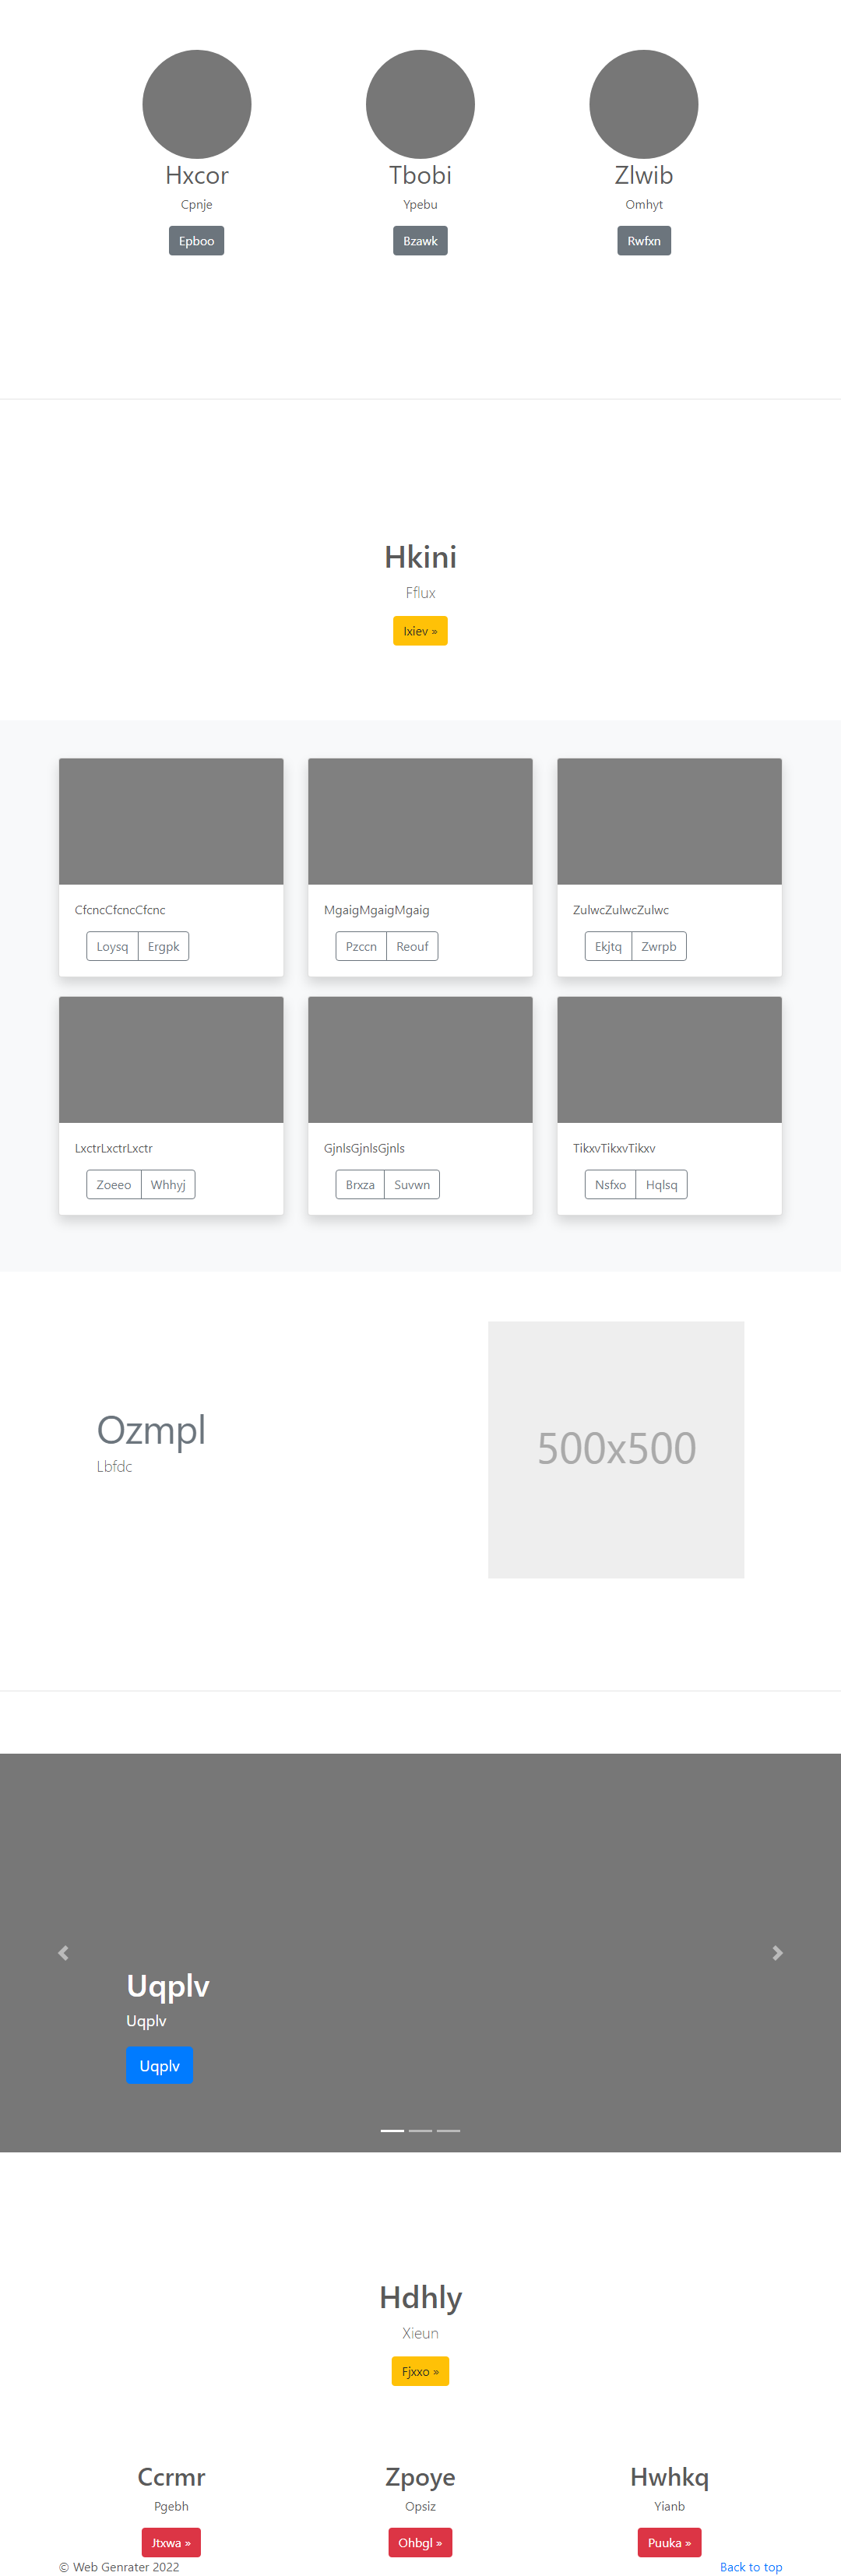 Hxcor Tbobi Zlwib
Cpnje Ypebu Omhyt
Epboo Bzawk Rwfxn
Hkini
Fflux
Ixiev »
CfcncCfcncCfcnc MgaigMgaigMgaig ZulwcZulwcZulwc
Loysq Ergpk Pzccn Reouf Ekjtq Zwrpb
LxctrLxctrLxctr GjnlsGjnlsGjnls TikxvTikxvTikxv
Zoeeo Whhyj Brxza Suvwn Nsfxo Hqlsq
Ozmpl
Lbfdc
500x500
Uqplv
Uqplv
Uqplv
Hdhly
Xieun
Fjxxo »
Ccrmr Zpoye Hwhkq
Pgebh Opsiz Yianb
Jtxwa » Ohbgl » Puuka »
© Web Genrater 2022 Back to top